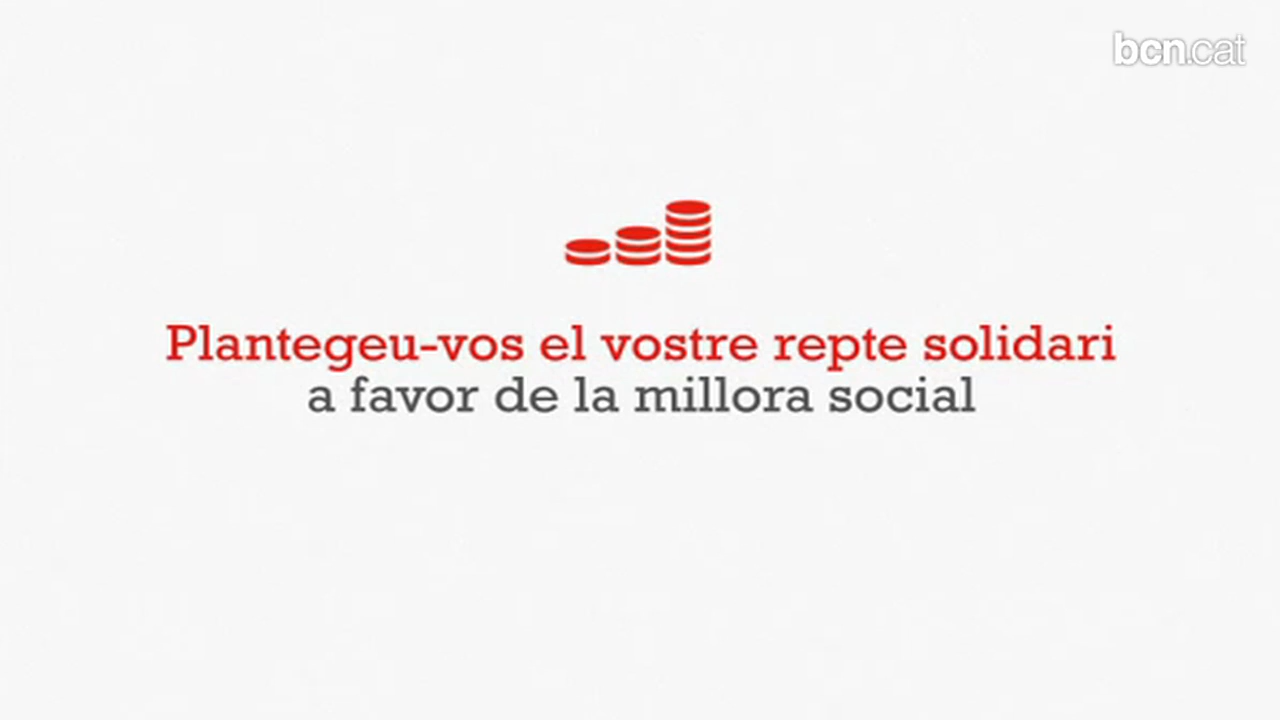 bcn.cat
Plantegeu-vos el vostre repte solidari
a favor de la millora social